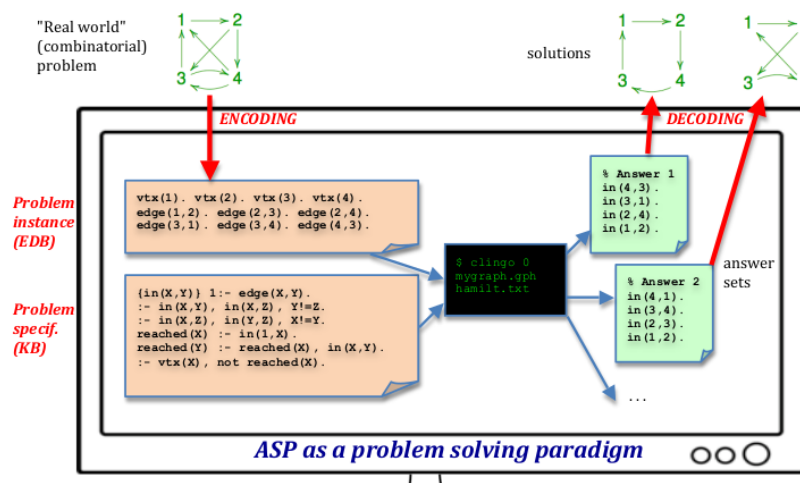 "Real world"
(combinatorial)
problem
1 2
3 4
solutions
1 2
3 4
1
3
ENCODING
DECODING
Problem
instance
(EDB)
vtx(1). vtx(2). vtx(3). vtx(4).
edge(1,2). edge(2,3). edge(2,4).
edge(3,1). edge(3,4). edge(4,3).
Problem
specif.
(KB)
{in(X,Y)} 1:- edge(X,Y).
:- in(X,Y), in(X,Z), Y!=Z.
:- in(X,Z), in(Y,Z), X!=Y.
reached(X) :- in(1,X).
reached(Y) :- reached(X), in(X,Y).
:- vtx(X), not reached(X).
$ clingo 0
mygraph.gph
hamilt.txt
% Answer 1
in(4,3).
in(3,1).
in(2,4).
in(1,2).
% Answer 2
in(4,1).
in(3,4).
in(2,3).
in(1,2).
answer
sets
...
ASP as a problem solving paradigm